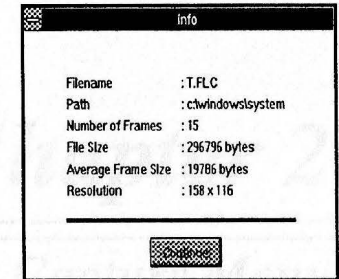 Info
Filename : T.FLC
Path : c:\windows\system
Number of Frames : 15
File Size : 296796 bytes
Average Frame Size : 19786 bytes
Resolution : 158 x 116
Continue